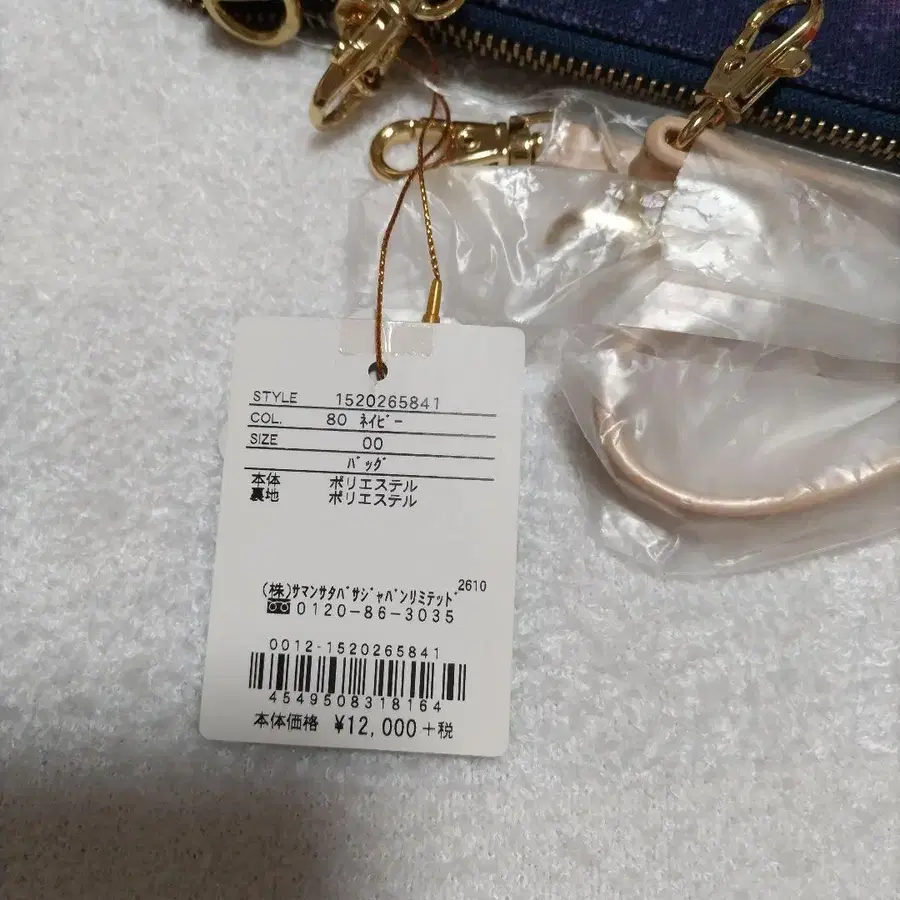 STYLE 1520265841
COL. 80 ﾈｲﾋﾞｰ
SIZE 00
ﾊﾞｯｸﾞ
本体 ポリエステル
裏地 ポリエステル
(株)ｻﾏﾝｻﾀﾊﾞｻｼﾞｬﾊﾟﾝﾘﾐﾃｯﾄﾞ 2610
0120-86-3035
0012-1520265841
4549508318164
本体価格 ¥12,000+税